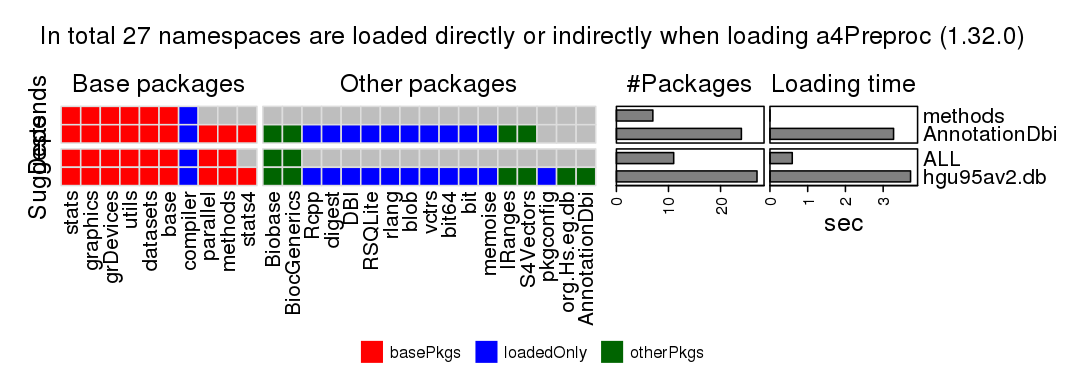 In total 27 namespaces are loaded directly or indirectly when loading a4Preproc (1.32.0)
Base packages
Other packages
#Packages
Loading time
Depends
Suggests
methods
AnnotationDbi
ALL
hgu95av2.db
stats
graphics
grDevices
utils
datasets
base
compiler
parallel
methods
stats4
Biobase
BiocGenerics
Rcpp
digest
DBI
RSQLite
rlang
blob
vctrs
bit64
bit
memoise
IRanges
S4Vectors
pkgconfig
org.Hs.eg.db
AnnotationDbi
0 10 20
0 1 2 3
sec
basePkgs loadedOnly otherPkgs